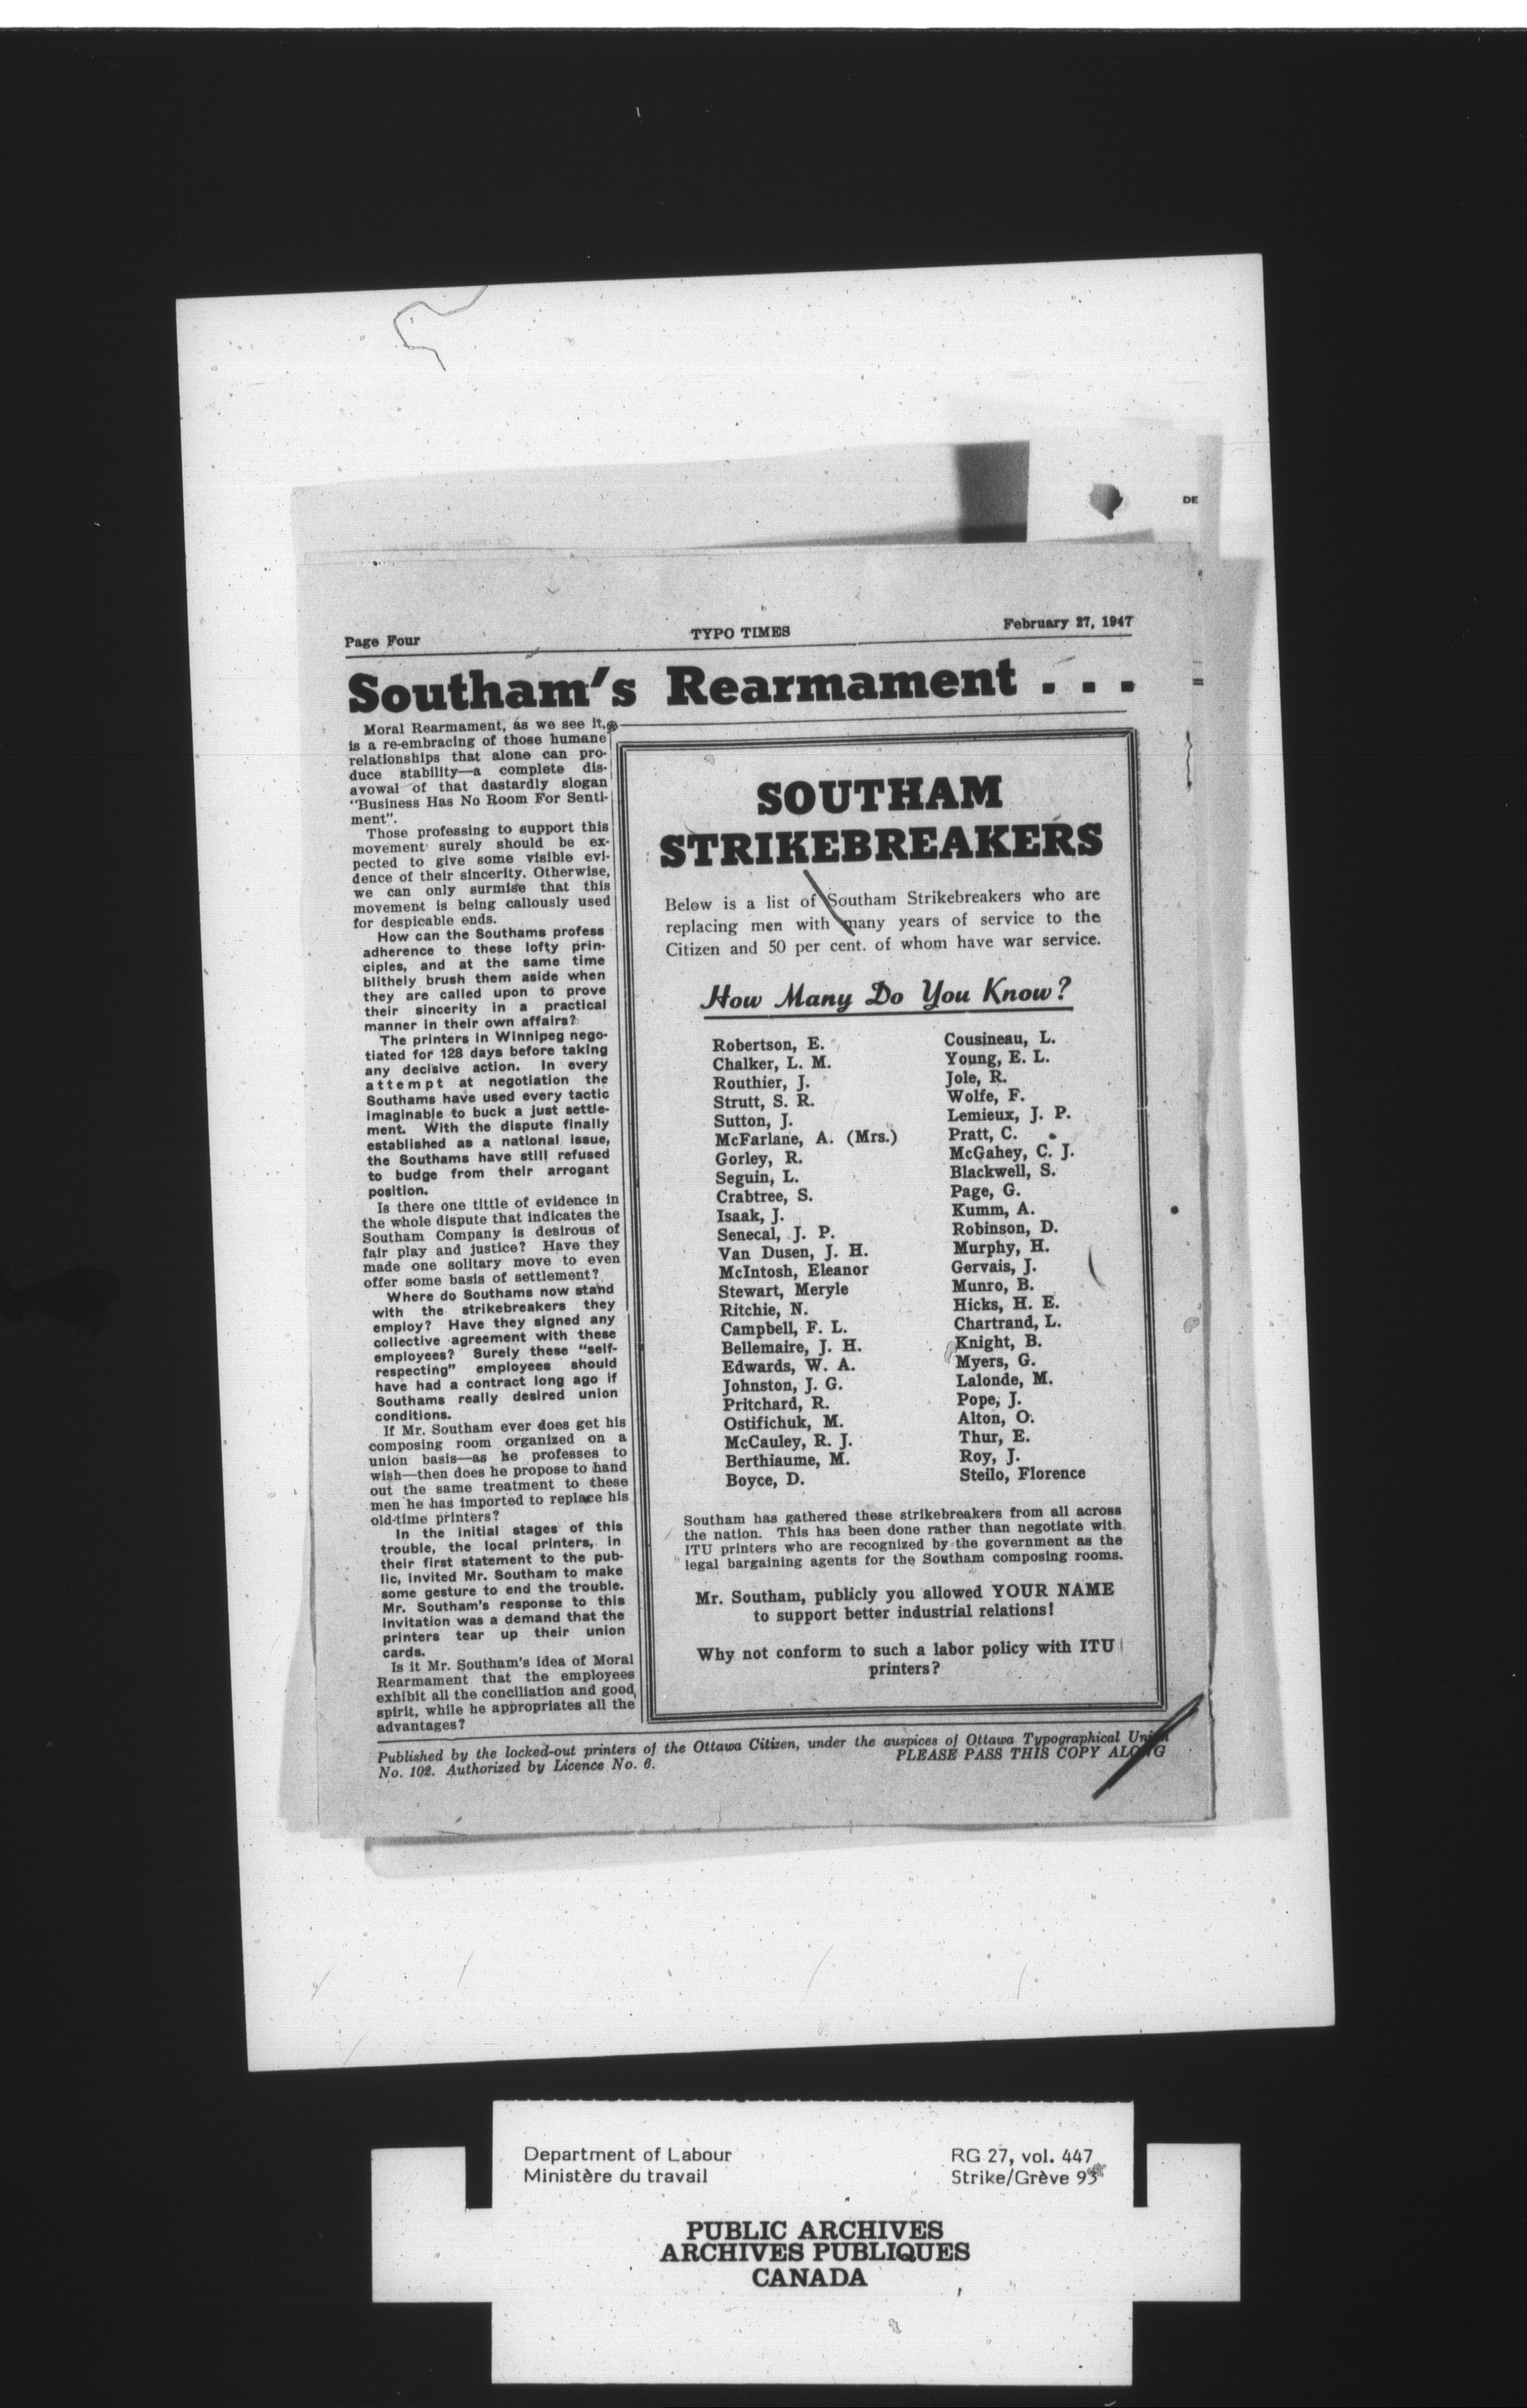 DE
Page Four
TYPO TIMES
February 27, 1947
Southam's Rearmament . . .
Moral Rearmament, as we see it,
is a re-embracing of those humane
relationships that alone can pro-
duce stability—a complete dis-
avowal of that dastardly slogan
"Business Has No Room For Senti-
ment".
Those professing to support this
movement surely should be ex-
pected to give some visible evi-
dence of their sincerity. Otherwise,
we can only surmise that this
movement is being callously used
for despicable ends.
How can the Southams profess
adherence to these lofty prin-
ciples, and at the same time
blithely brush them aside when
they are called upon to prove
their sincerity in a practical
manner in their own affairs?
The printers in Winnipeg nego-
tiated for 128 days before taking
any decisive action. In every
attempt at negotiation the
Southams have used every tactic
imaginable to buck a just settle-
ment. With the dispute finally
established as a national issue,
the Southams have still refused
to budge from their arrogant
position.
Is there one tittle of evidence in
the whole dispute that indicates the
Southam Company is desirous of
fair play and justice? Have they
made one solitary move to even
offer some basis of settlement?
Where do Southams now stand
with the strikebreakers they
employ? Have they signed any
collective agreement with these
employees? Surely these "self-
respecting" employees should
have had a contract long ago if
Southams really desired union
conditions.
If Mr. Southam ever does get his
composing room organized on a
union basis—as he professes to
wish—then does he propose to hand
out the same treatment to these
men he has imported to replace his
old-time printers?
In the initial stages of this
trouble, the local printers, in
their first statement to the pub-
lic, invited Mr. Southam to make
some gesture to end the trouble.
Mr. Southam's response to this
invitation was a demand that the
printers tear up their union
cards.
Is it Mr. Southam's idea of Moral
Rearmament that the employees
exhibit all the conciliation and good
spirit, while he appropriates all the
advantages?
SOUTHAM
STRIKEBREAKERS
Below is a list of Southam Strikebreakers who are
replacing men with many years of service to the
Citizen and 50 per cent. of whom have war service.
How Many Do You Know?
Robertson, E.
Chalker, L. M.
Routhier, J.
Strutt, S. R.
Sutton, J.
McFarlane, A. (Mrs.)
Gorley, R.
Seguin, L.
Crabtree, S.
Isaak, J.
Senecal, J. P.
Van Dusen, J. H.
McIntosh, Eleanor
Stewart, Meryle
Ritchie, N.
Campbell, F. L.
Bellemaire, J. H.
Edwards, W. A.
Johnston, J. G.
Pritchard, R.
Ostifichuk, M.
McCauley, R. J.
Berthiaume, M.
Boyce, D.
Cousineau, L.
Young, E. L.
Jole, R.
Wolfe, F.
Lemieux, J. P.
Pratt, C.
McGahey, C. J.
Blackwell, S.
Page, G.
Kumm, A.
Robinson, D.
Murphy, H.
Gervais, J.
Munro, B.
Hicks, H. E.
Chartrand, L.
Knight, B.
Myers, G.
Lalonde, M.
Pope, J.
Alton, O.
Thur, E.
Roy, J.
Steilo, Florence
Southam has gathered these strikebreakers from all across
the nation. This has been done rather than negotiate with
ITU printers who are recognized by the government as the
legal bargaining agents for the Southam composing rooms.
Mr. Southam, publicly you allowed YOUR NAME
to support better industrial relations!
Why not conform to such a labor policy with ITU
printers?
Published by the locked-out printers of the Ottawa Citizen, under the auspices of Ottawa Typographical Union
No. 102. Authorized by Licence No. 6.
PLEASE PASS THIS COPY ALONG
Department of Labour
Ministère du travail
RG 27, vol. 447
Strike/Grève 93
PUBLIC ARCHIVES
ARCHIVES PUBLIQUES
CANADA